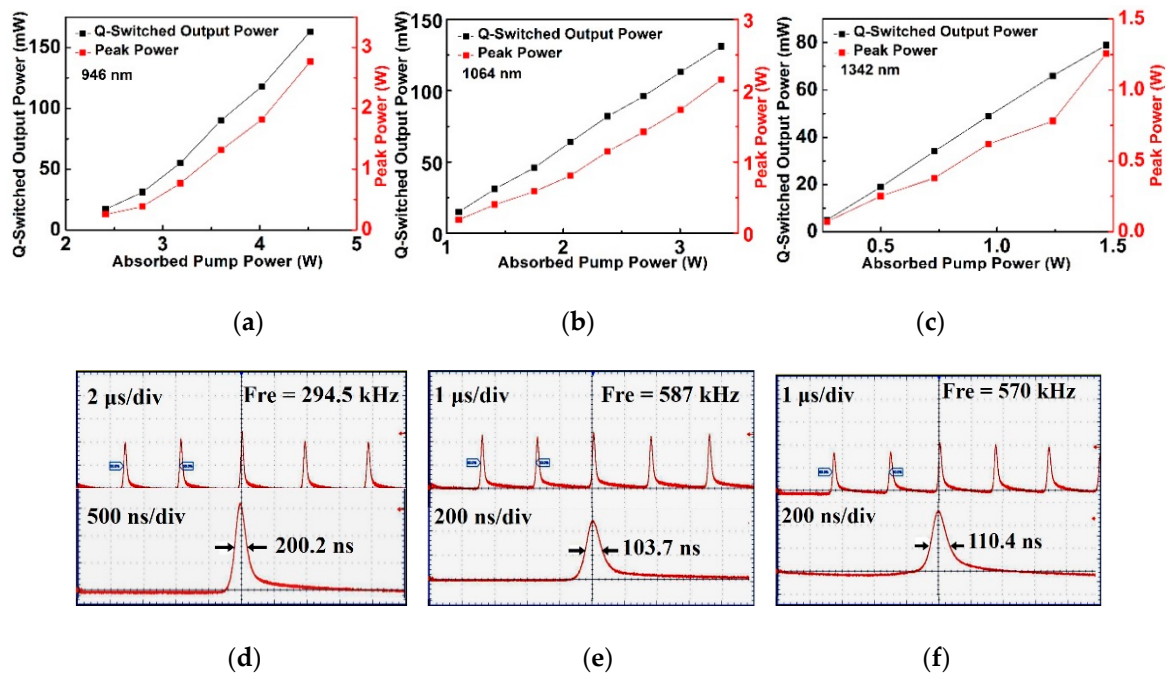 Q-Switched Output Power (mW)
150
100
50
0
Q-Switched Output Power
Peak Power
946 nm
3
2
1
0
Peak Power (W)
2 3 4 5
Absorbed Pump Power (W)
(a)
Q-Switched Output Power (mW)
150
100
50
0
Q-Switched Output Power
Peak Power
1064 nm
3
2
1
0
Peak Power (W)
1 2 3
Absorbed Pump Power (W)
(b)
Q-Switched Output Power (mW)
80
60
40
20
0
Q-Switched Output Power
Peak Power
1342 nm
1.5
1.0
0.5
0.0
Peak Power (W)
0.5 1.0 1.5
Absorbed Pump Power (W)
(c)
2 μs/div Fre = 294.5 kHz
500 ns/div
200.2 ns
(d)
1 μs/div Fre = 587 kHz
200 ns/div
103.7 ns
(e)
1 μs/div Fre = 570 kHz
200 ns/div
110.4 ns
(f)